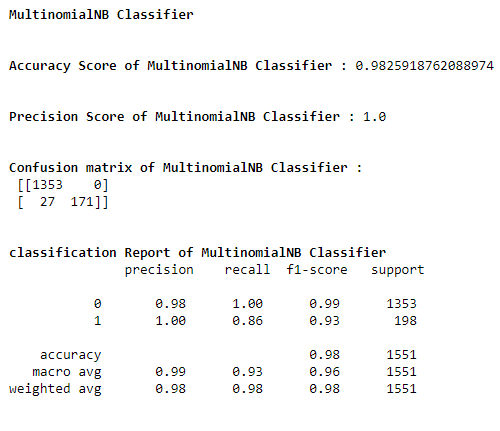 MultinomialNB Classifier
Accuracy Score of MultinomialNB Classifier : 0.9825918762088974
Precision Score of MultinomialNB Classifier : 1.0
Confusion matrix of MultinomialNB Classifier :
[[1353    0]
[  27  171]]
classification Report of MultinomialNB Classifier
precision    recall  f1-score   support
0       0.98      1.00      0.99      1353
1       1.00      0.86      0.93       198
accuracy                           0.98      1551
macro avg       0.99      0.93      0.96      1551
weighted avg       0.98      0.98      0.98      1551